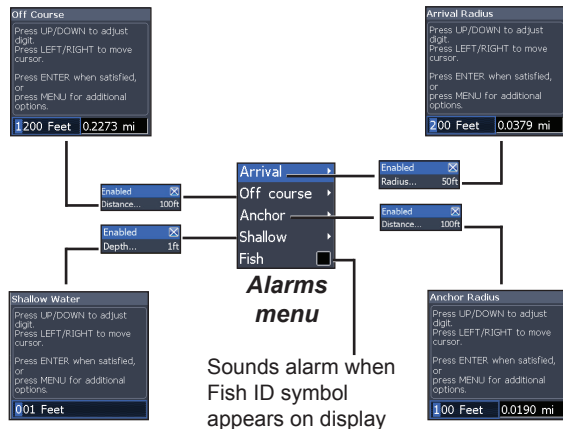 Off Course
Press UP/DOWN to adjust
digit.
Press LEFT/RIGHT to move
cursor.
Press ENTER when satisfied,
or
press MENU for additional
options.
1200 Feet 0.2273 mi
Arrival Radius
Press UP/DOWN to adjust
digit.
Press LEFT/RIGHT to move
cursor.
Press ENTER when satisfied,
or
press MENU for additional
options.
200 Feet 0.0379 mi
Enabled
Distance... 100ft
Enabled
Depth... 1ft
Arrival
Off course
Anchor
Shallow
Fish
Enabled
Radius... 50ft
Enabled
Distance... 100ft
Alarms
menu
Sounds alarm when
Fish ID symbol
appears on display
Shallow Water
Press UP/DOWN to adjust
digit.
Press LEFT/RIGHT to move
cursor.
Press ENTER when satisfied,
or
press MENU for additional
options.
001 Feet
Anchor Radius
Press UP/DOWN to adjust
digit.
Press LEFT/RIGHT to move
cursor.
Press ENTER when satisfied,
or
press MENU for additional
options.
100 Feet 0.0190 mi